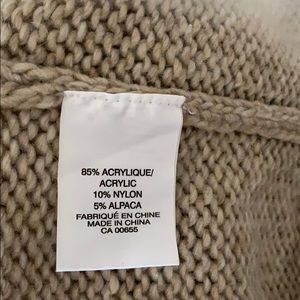 85% ACRYLIQUE/
ACRYLIC
10% NYLON
5% ALPACA
FABRIQUÉ EN CHINE
MADE IN CHINA
CA 00655